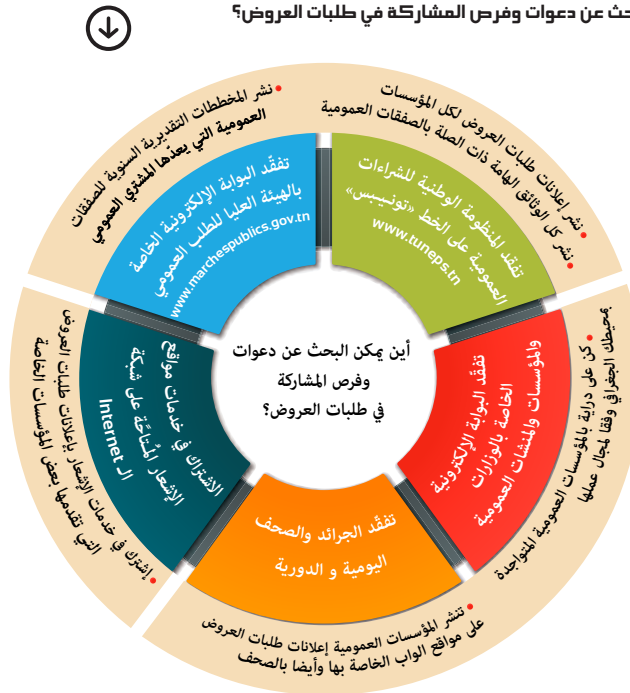 حث عن دعوات وفرص المشاركة في طلبات العروض؟
أين يمكن البحث عن دعوات
وفرص المشاركة
في طلبات العروض؟
تفقد المنظومة الوطنية للشراءات
العمومية على الخط «تونيبس»
www.tuneps.tn
• نشر إعلانات طلبات العروض لكل المؤسسات
• نشر كل الوثائق الهامة ذات الصلة بالصفقات العمومية
تفقّد البوابة الإلكترونية
الخاصة بالوزارات
والمؤسسات والمنشات العمومية
• كن على دراية بالمؤسسات العمومية المتواجدة
بمحيطك الجغرافي وفقا لمجال عملها
تفقّد الجرائد والصحف
اليومية و الدورية
• تنشر المؤسسات العمومية إعلانات طلبات العروض
على مواقع الواب الخاصة بها وأيضا بالصحف
الاشتراك في خدمات مواقع
الإشعار المُتاحَة على شبكة
الـ Internet
• إشترك في خدمات الإشعار بإعلانات طلبات العروض
التي تقدمها بعض المؤسسات الخاصة
تفقّد البوابة الإلكترونية الخاصة
بالهيئة العليا للطلب العمومي
www.marchespublics.gov.tn
• نشر المخططات التقديرية السنوية للصفقات
العمومية التي يعدها المشتري العمومي